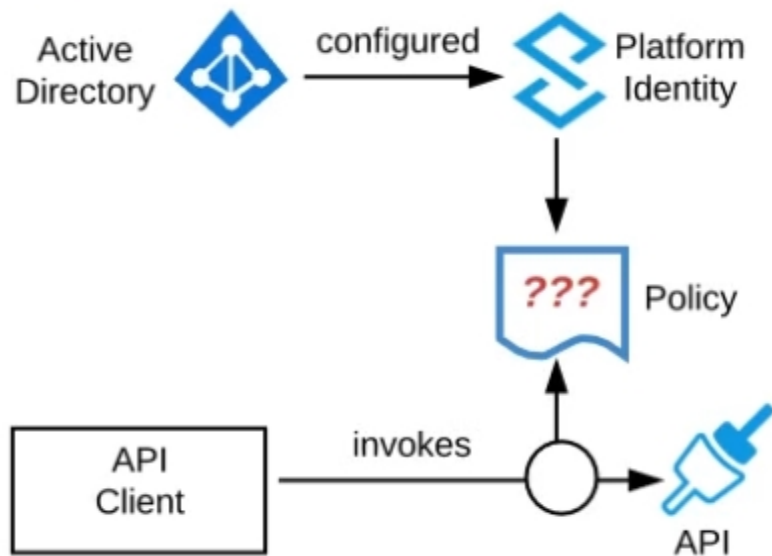 Active
Directory
configured
Platform
Identity
???
Policy
API
Client
invokes
API